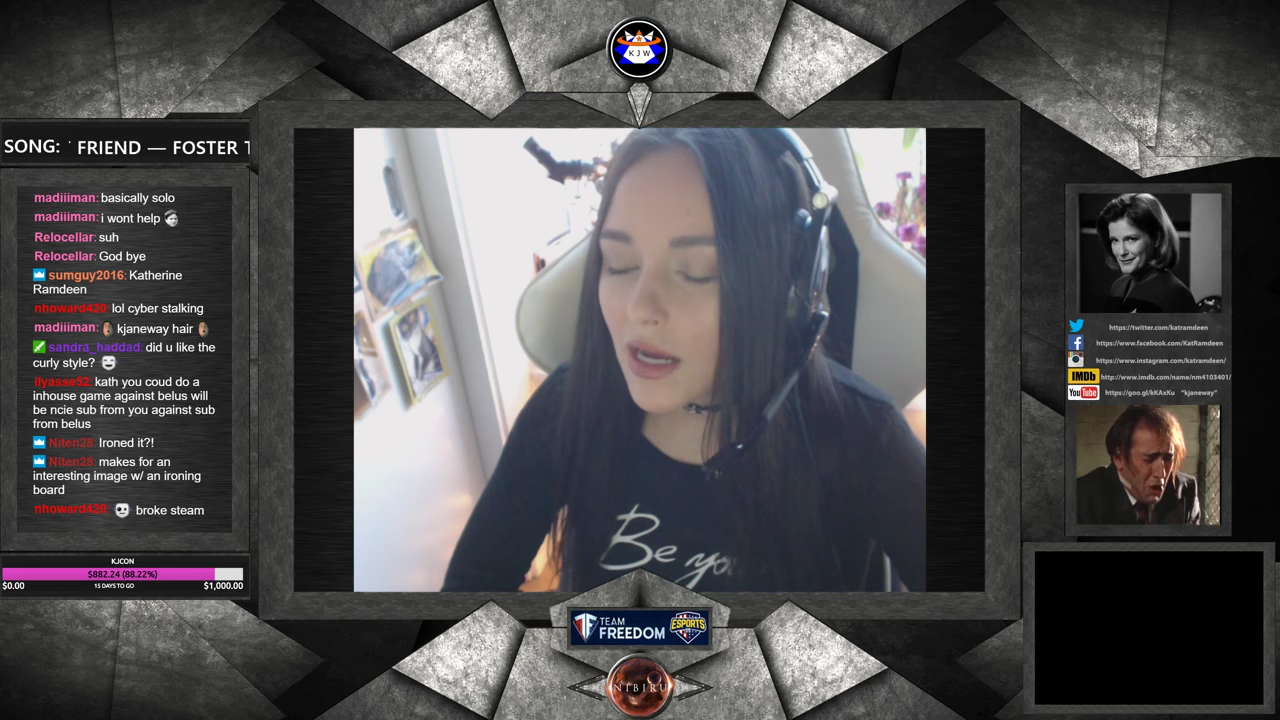 KJW
SONG: FRIEND — FOSTER T
madiiiman: basically solo
madiiiman: i wont help
Relocellar: suh
Relocellar: God bye
sumguy2016: Katherine
Ramdeen
nhoward420: lol cyber stalking
madiiiman: kjaneway hair
sandra_haddad: did u like the
curly style?
ilyasse52: kath you coud do a
inhouse game against belus will
be ncie sub from you against sub
from belus
Niten28: Ironed it?!
Niten28: makes for an
interesting image w/ an ironing
board
nhoward420: broke steam
KJCON
$882.24 (88.22%)
$0.00 15 DAYS TO GO $1,000.00
Be you
https://twitter.com/katramdeen
https://www.facebook.com/KatRamdeen
https://www.instagram.com/katramdeen/
IMDb http://www.imdb.com/name/nm4103401/
YouTube https://goo.gl/kKAxKu "kjaneway"
TF TEAM
FREEDOM
ESPORTS
NIBIRU